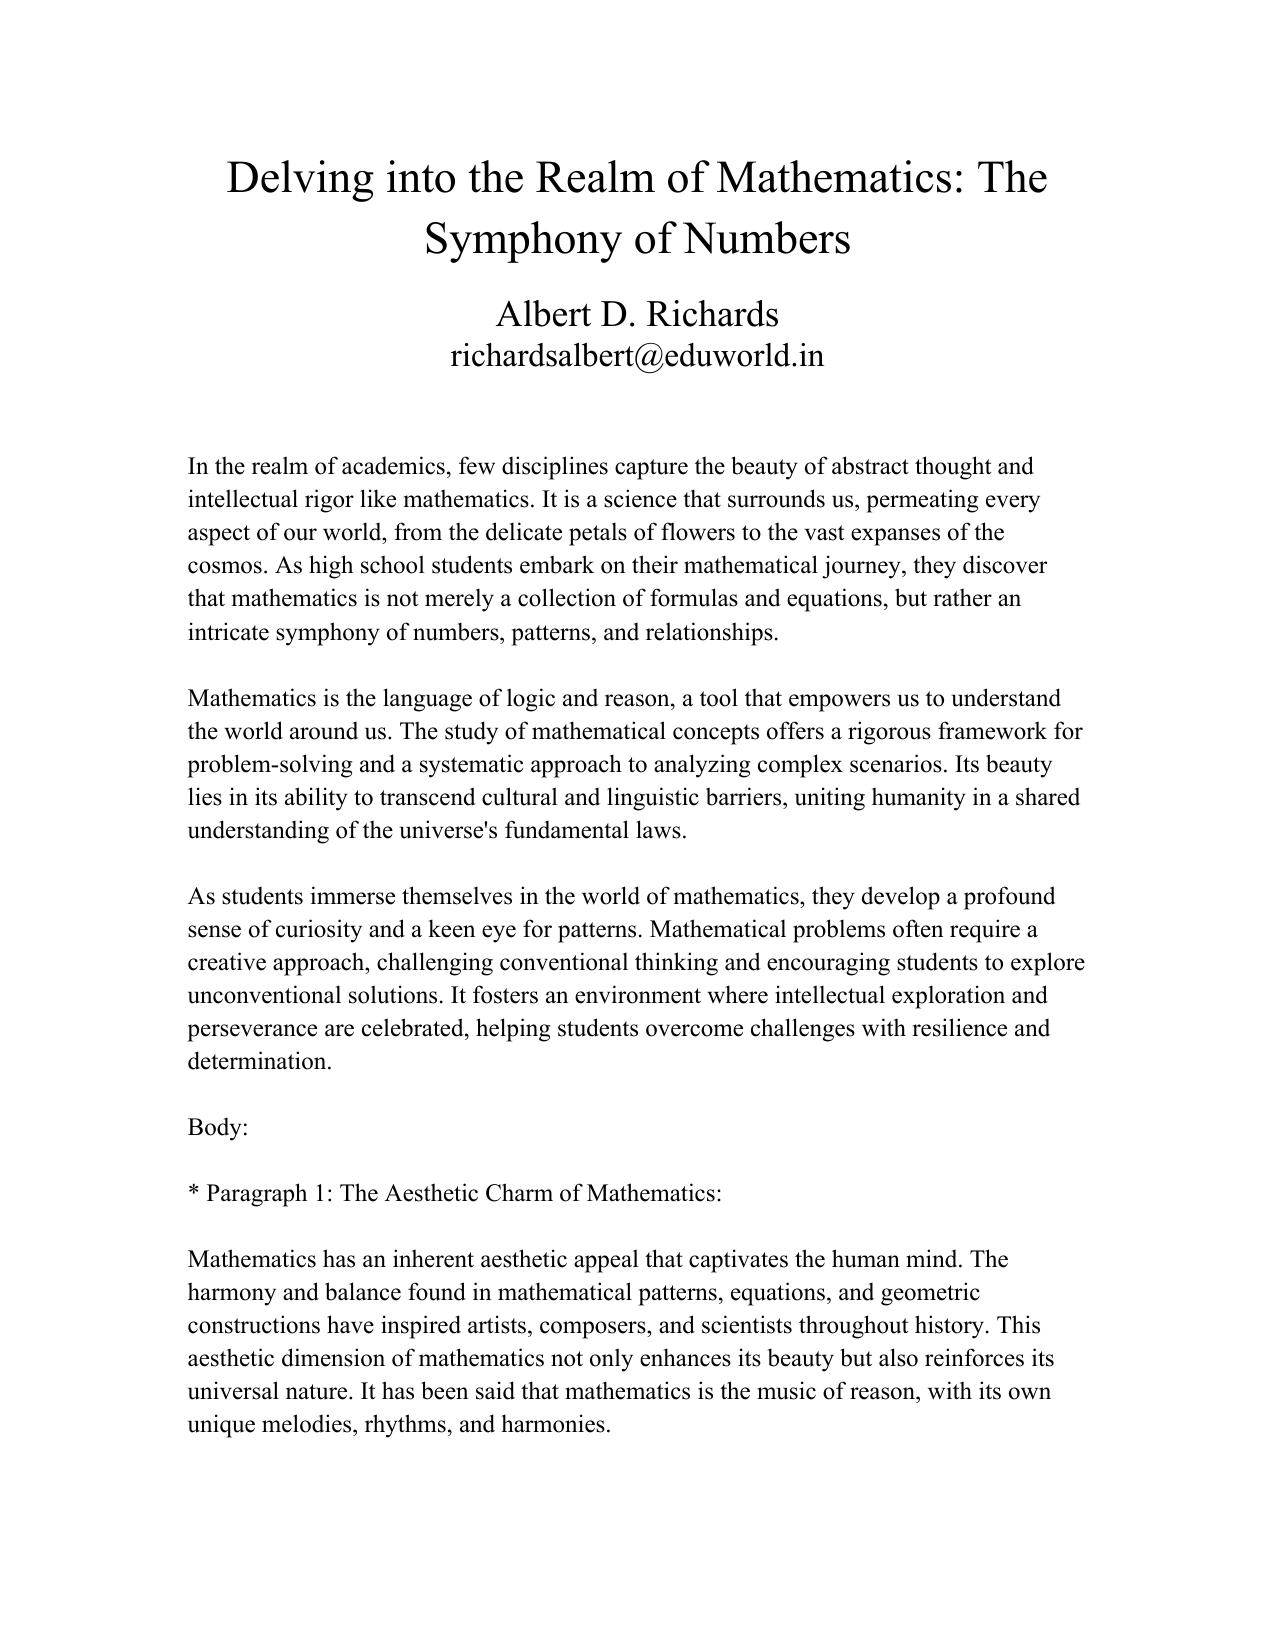 Delving into the Realm of Mathematics: The
Symphony of Numbers
Albert D. Richards
richardsalbert@eduworld.in
In the realm of academics, few disciplines capture the beauty of abstract thought and
intellectual rigor like mathematics. It is a science that surrounds us, permeating every
aspect of our world, from the delicate petals of flowers to the vast expanses of the
cosmos. As high school students embark on their mathematical journey, they discover
that mathematics is not merely a collection of formulas and equations, but rather an
intricate symphony of numbers, patterns, and relationships.
Mathematics is the language of logic and reason, a tool that empowers us to understand
the world around us. The study of mathematical concepts offers a rigorous framework for
problem-solving and a systematic approach to analyzing complex scenarios. Its beauty
lies in its ability to transcend cultural and linguistic barriers, uniting humanity in a shared
understanding of the universe's fundamental laws.
As students immerse themselves in the world of mathematics, they develop a profound
sense of curiosity and a keen eye for patterns. Mathematical problems often require a
creative approach, challenging conventional thinking and encouraging students to explore
unconventional solutions. It fosters an environment where intellectual exploration and
perseverance are celebrated, helping students overcome challenges with resilience and
determination.
Body:
* Paragraph 1: The Aesthetic Charm of Mathematics:
Mathematics has an inherent aesthetic appeal that captivates the human mind. The
harmony and balance found in mathematical patterns, equations, and geometric
constructions have inspired artists, composers, and scientists throughout history. This
aesthetic dimension of mathematics not only enhances its beauty but also reinforces its
universal nature. It has been said that mathematics is the music of reason, with its own
unique melodies, rhythms, and harmonies.